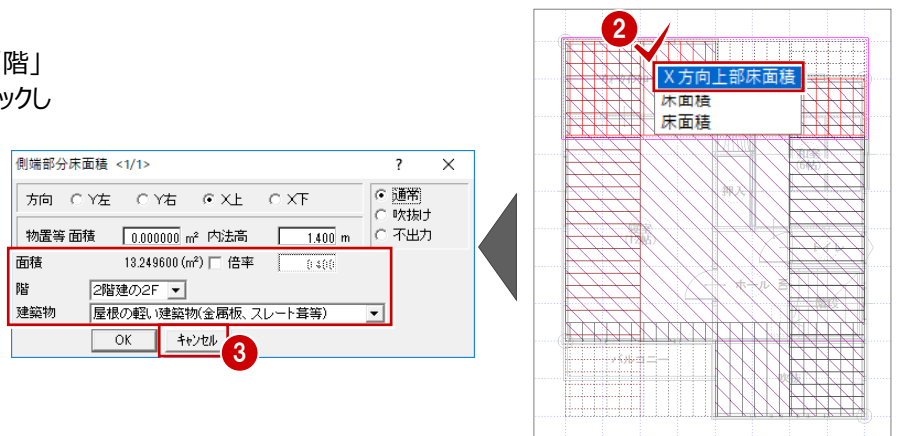 階」
ックし
2
X方向上部床面積
床面積
床面積
側端部分床面積 <1/1> ? ×
方向 Y左 Y右 X上 X下 通常
吹抜け
不出力
物置等 面積 0.000000 m² 内法高 1.400 m
面積 13.249600 (m²) 倍率 0.400
階 2階建の2F
建築物 屋根の軽い建築物(金属板、スレート葺等)
OK キャンセル
3
押入
トイレ
ホール
バルコニー